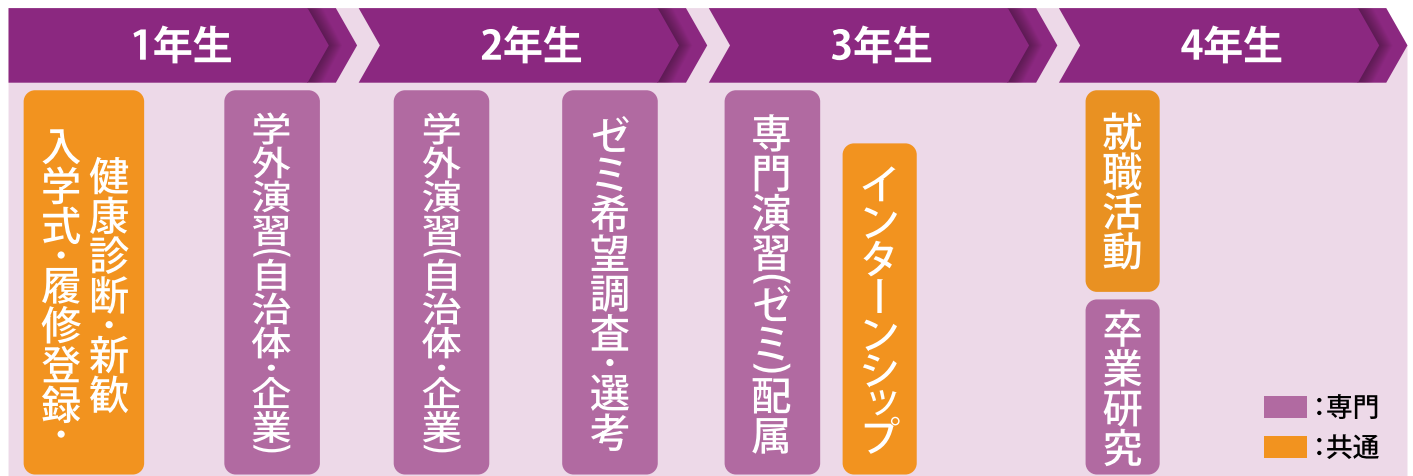 1年生
2年生
3年生
4年生
入学式・履修登録・
健康診断・新歓
学外演習(自治体・企業)
学外演習(自治体・企業)
ゼミ希望調査・選考
専門演習(ゼミ)配属
インターンシップ
就職活動
卒業研究
：専門
：共通